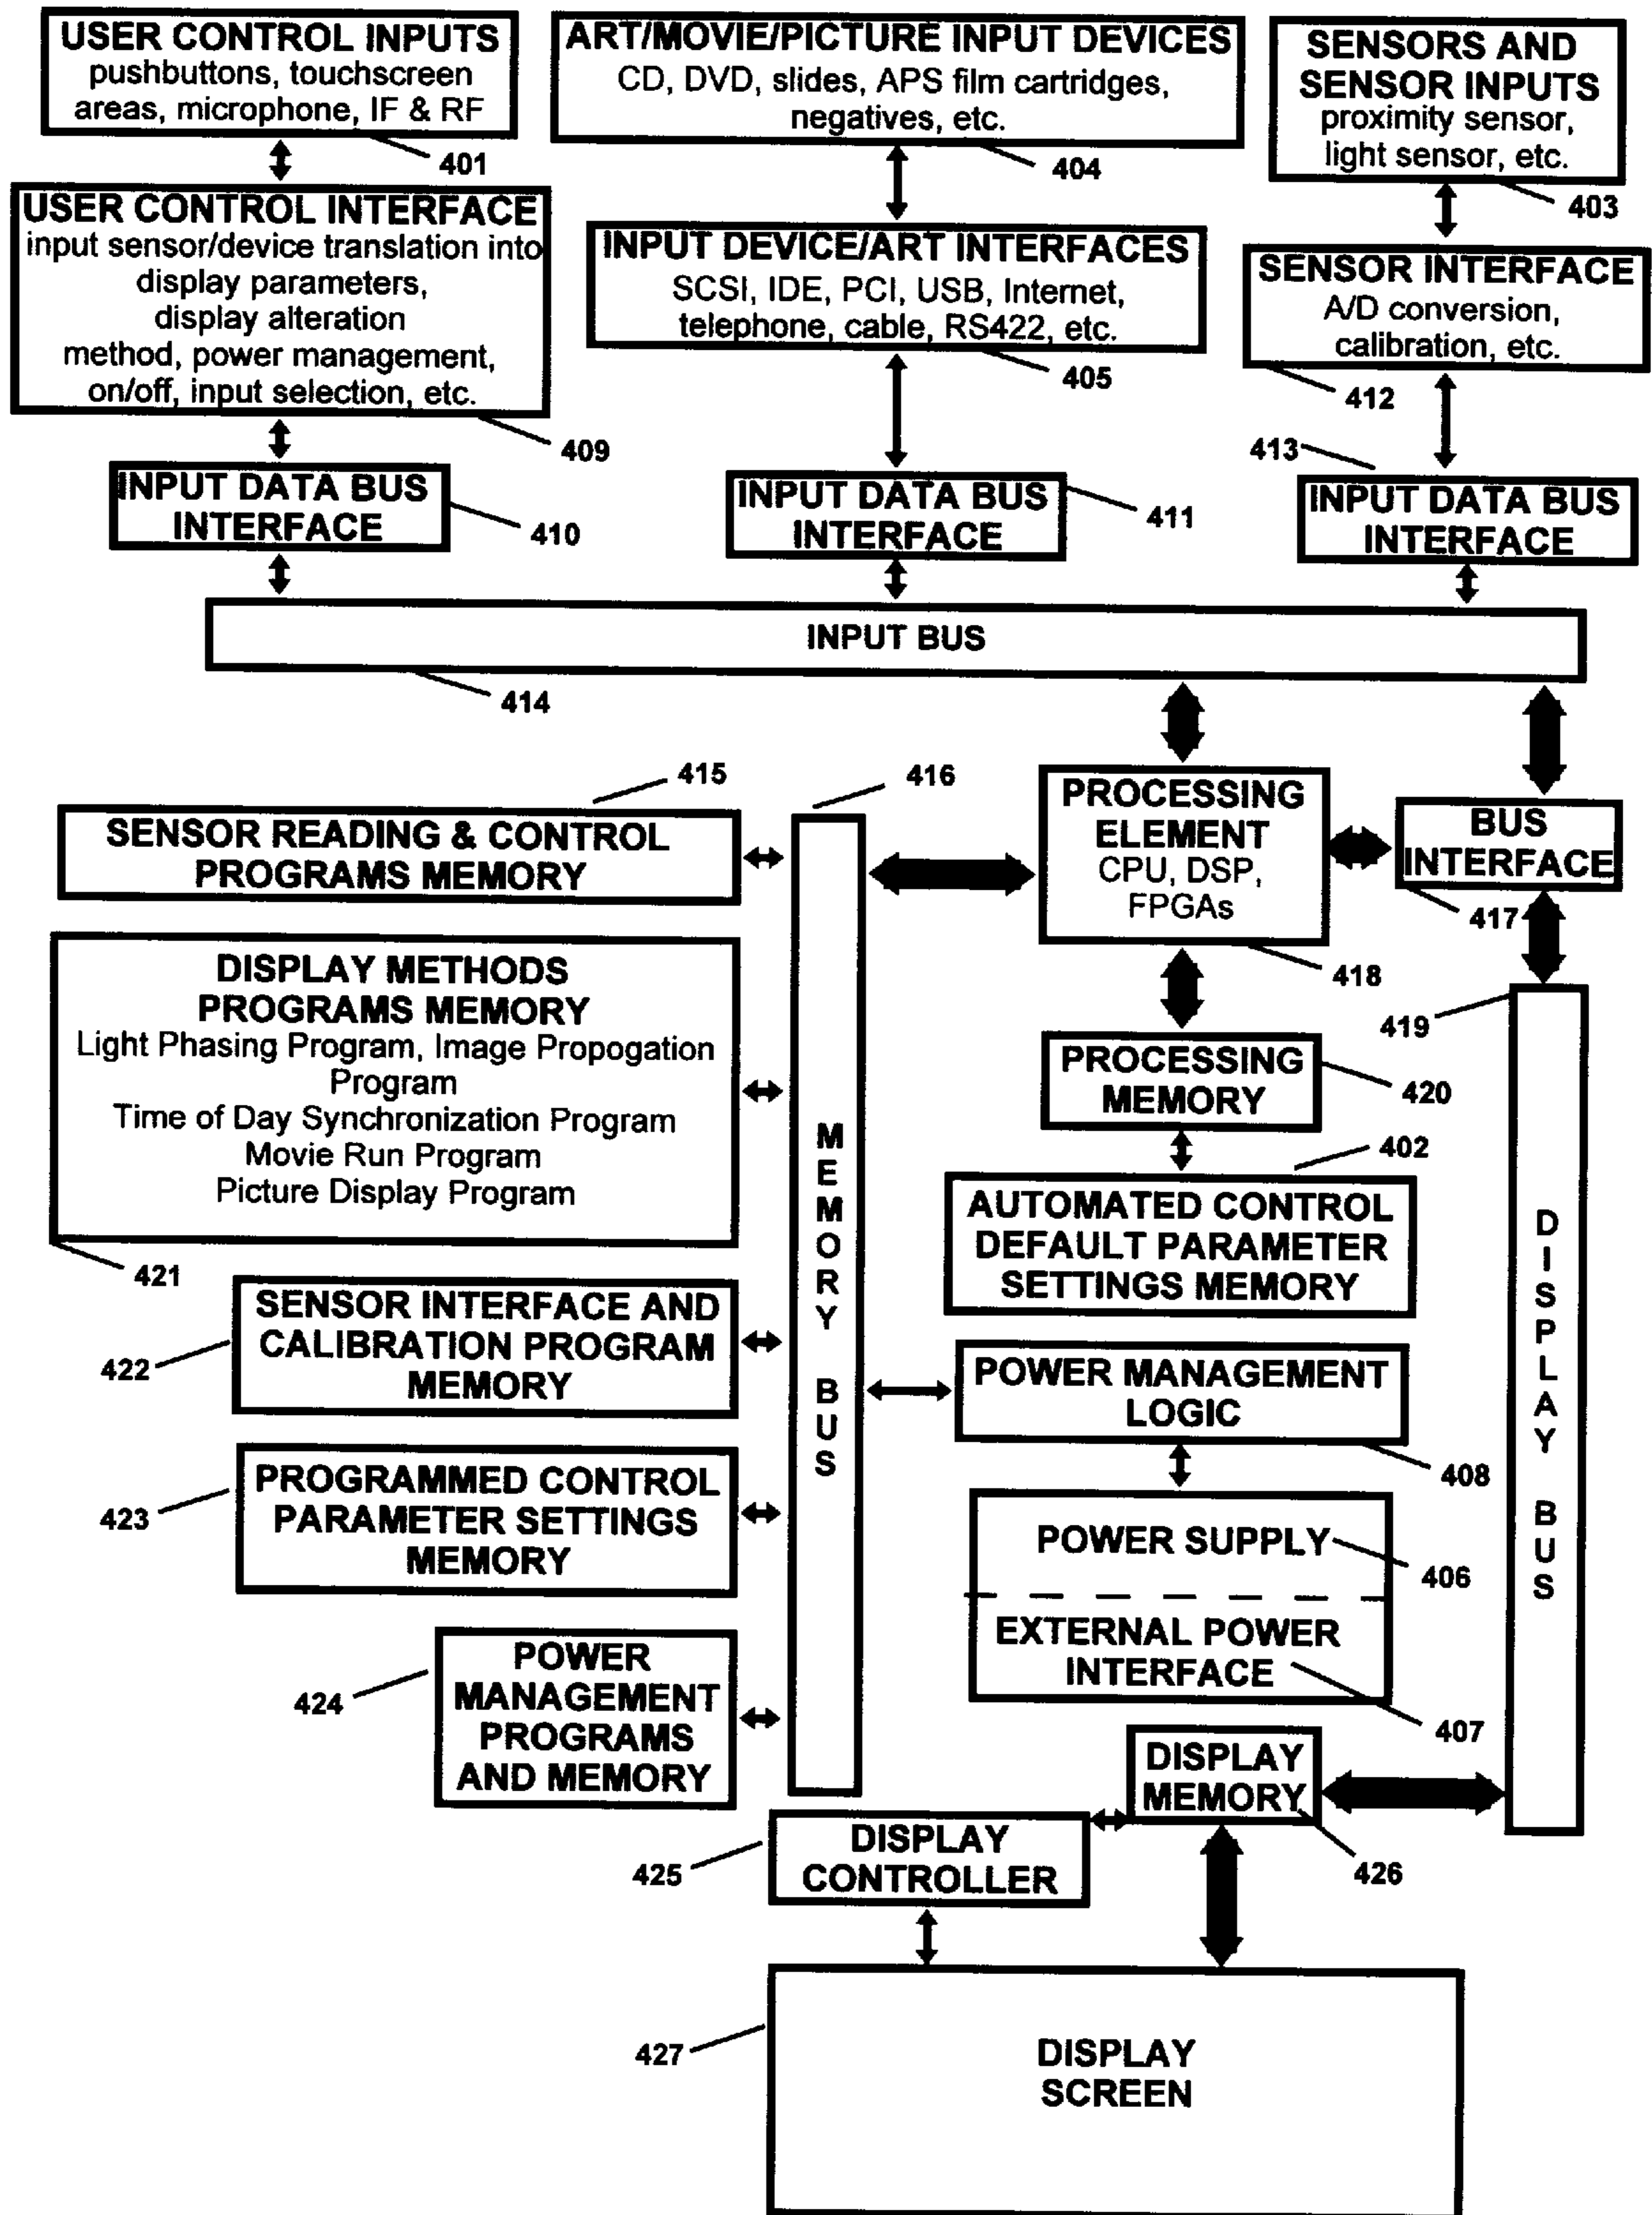 USER CONTROL INPUTS
pushbuttons, touchscreen
areas, microphone, IF & RF
401
ART/MOVIE/PICTURE INPUT DEVICES
CD, DVD, slides, APS film cartridges,
negatives, etc.
404
SENSORS AND
SENSOR INPUTS
proximity sensor,
light sensor, etc.
403
USER CONTROL INTERFACE
input sensor/device translation into
display parameters,
display alteration
method, power management,
on/off, input selection, etc.
409
INPUT DEVICE/ART INTERFACES
SCSI, IDE, PCI, USB, Internet,
telephone, cable, RS422, etc.
405
SENSOR INTERFACE
A/D conversion,
calibration, etc.
412
INPUT DATA BUS
INTERFACE
410
INPUT DATA BUS
INTERFACE
411
413
INPUT DATA BUS
INTERFACE
INPUT BUS
414
415
SENSOR READING & CONTROL
PROGRAMS MEMORY
416
MEMORY BUS
PROCESSING
ELEMENT
CPU, DSP,
FPGAs
418
BUS
INTERFACE
417
DISPLAY METHODS
PROGRAMS MEMORY
Light Phasing Program, Image Propogation
Program
Time of Day Synchronization Program
Movie Run Program
Picture Display Program
421
419
DISPLAY BUS
PROCESSING
MEMORY
420
402
AUTOMATED CONTROL
DEFAULT PARAMETER
SETTINGS MEMORY
SENSOR INTERFACE AND
CALIBRATION PROGRAM
MEMORY
422
POWER MANAGEMENT
LOGIC
408
PROGRAMMED CONTROL
PARAMETER SETTINGS
MEMORY
423
POWER SUPPLY
406
EXTERNAL POWER
INTERFACE
407
POWER
MANAGEMENT
PROGRAMS
AND MEMORY
424
DISPLAY
MEMORY
426
DISPLAY
CONTROLLER
425
427
DISPLAY
SCREEN